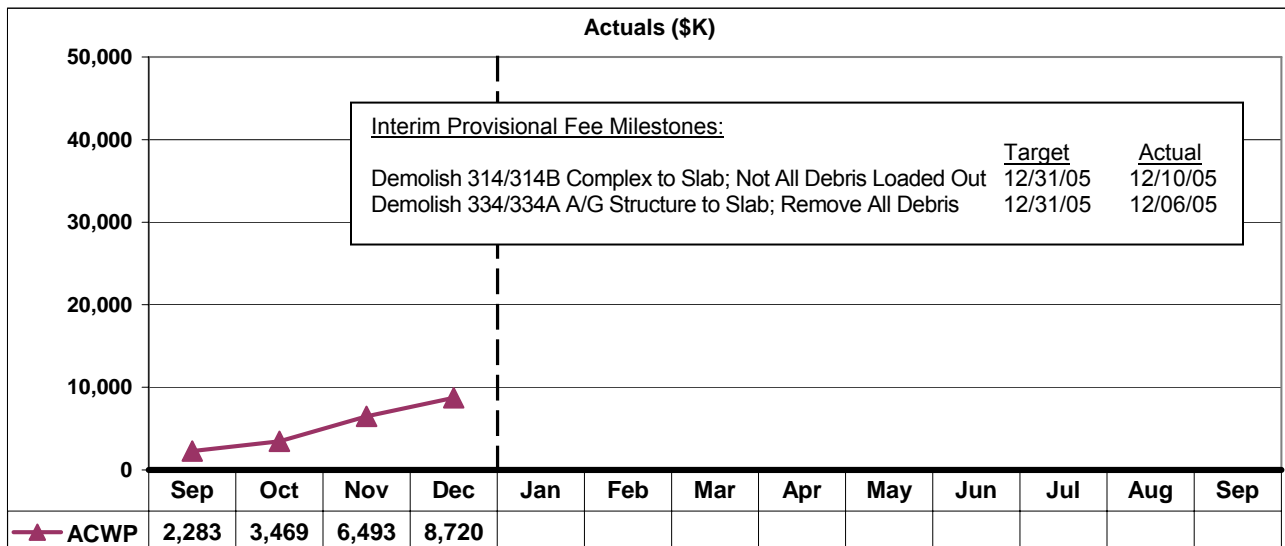 Actuals ($K)
50,000
40,000
30,000
20,000
10,000
0
Interim Provisional Fee Milestones:
Target Actual
Demolish 314/314B Complex to Slab; Not All Debris Loaded Out 12/31/05 12/10/05
Demolish 334/334A A/G Structure to Slab; Remove All Debris 12/31/05 12/06/05
Sep Oct Nov Dec Jan Feb Mar Apr May Jun Jul Aug Sep
ACWP 2,283 3,469 6,493 8,720